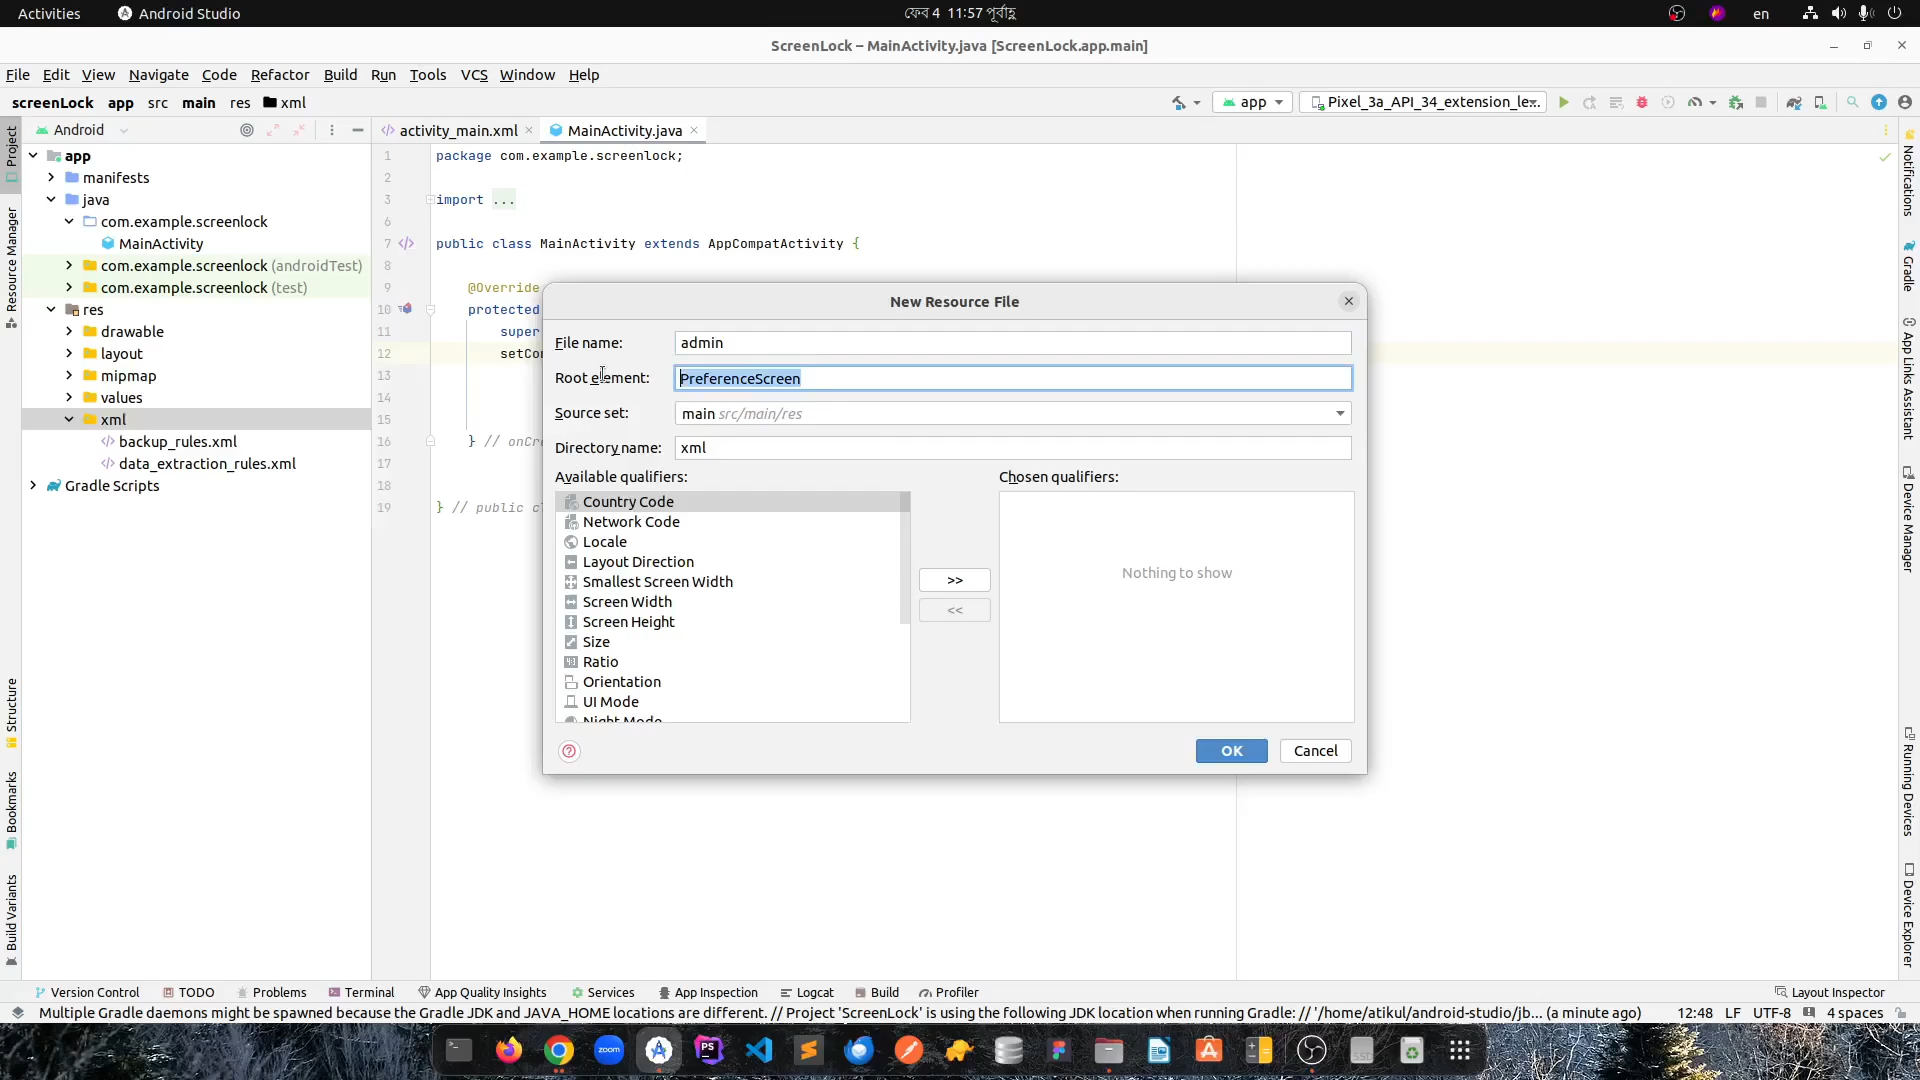 Activities
Android Studio
ফেব 4 11:57 পূর্বাহ্ণ
en
ScreenLock – MainActivity.java [ScreenLock.app.main]
File Edit View Navigate Code Refactor Build Run Tools VCS Window Help
screenLock app src main res xml
app
Pixel_3a_API_34_extension_le...
Android
activity_main.xml
MainActivity.java
Project
Resource Manager
Structure
Bookmarks
Build Variants
app
manifests
java
com.example.screenlock
MainActivity
com.example.screenlock (androidTest)
com.example.screenlock (test)
res
drawable
layout
mipmap
values
xml
backup_rules.xml
data_extraction_rules.xml
Gradle Scripts
1 package com.example.screenlock;
2
3 import ...
6
7 public class MainActivity extends AppCompatActivity {
8
9 @Override
10 protected
11 super
12 setCon
13
14
15
16 } // onCr
17
18
19 } // public cl
New Resource File
File name: admin
Root element: PreferenceScreen
Source set: main src/main/res
Directory name: xml
Available qualifiers:
Chosen qualifiers:
Country Code
Network Code
Locale
Layout Direction
Smallest Screen Width
Screen Width
Screen Height
Size
Ratio
Orientation
UI Mode
Night Mode
>>
<<
Nothing to show
OK
Cancel
Notifications
Gradle
App Links Assistant
Device Manager
Running Devices
Device Explorer
Version Control TODO Problems Terminal App Quality Insights Services App Inspection Logcat Build Profiler Layout Inspector
Multiple Gradle daemons might be spawned because the Gradle JDK and JAVA_HOME locations are different. // Project 'ScreenLock' is using the following JDK location when running Gradle: // '/home/atikul/android-studio/jb... (a minute ago) 12:48 LF UTF-8 4 spaces
zoom
PS
SSD